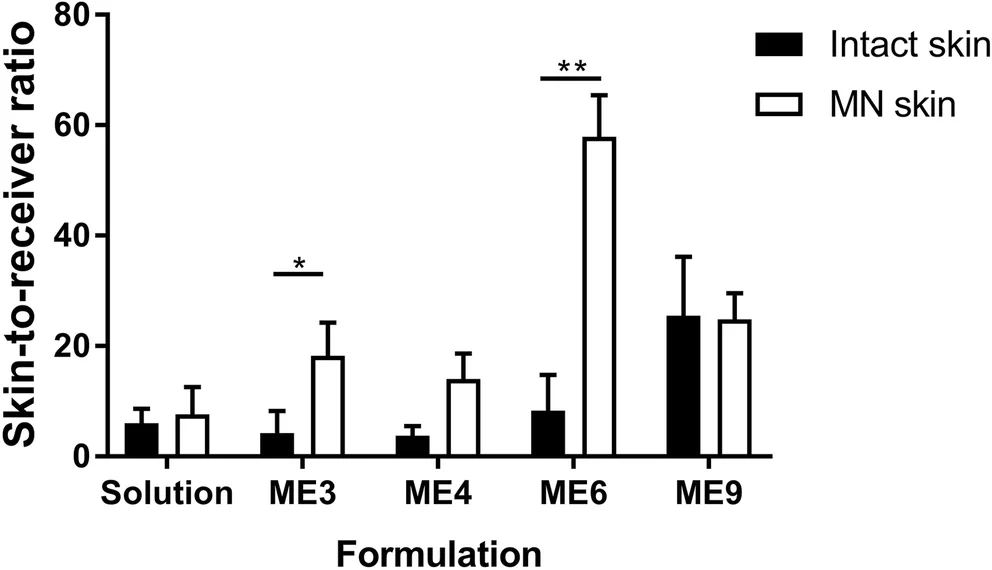 Skin-to-receiver ratio
80
60
40
20
0
*
**
Intact skin
MN skin
Solution ME3 ME4 ME6 ME9
Formulation